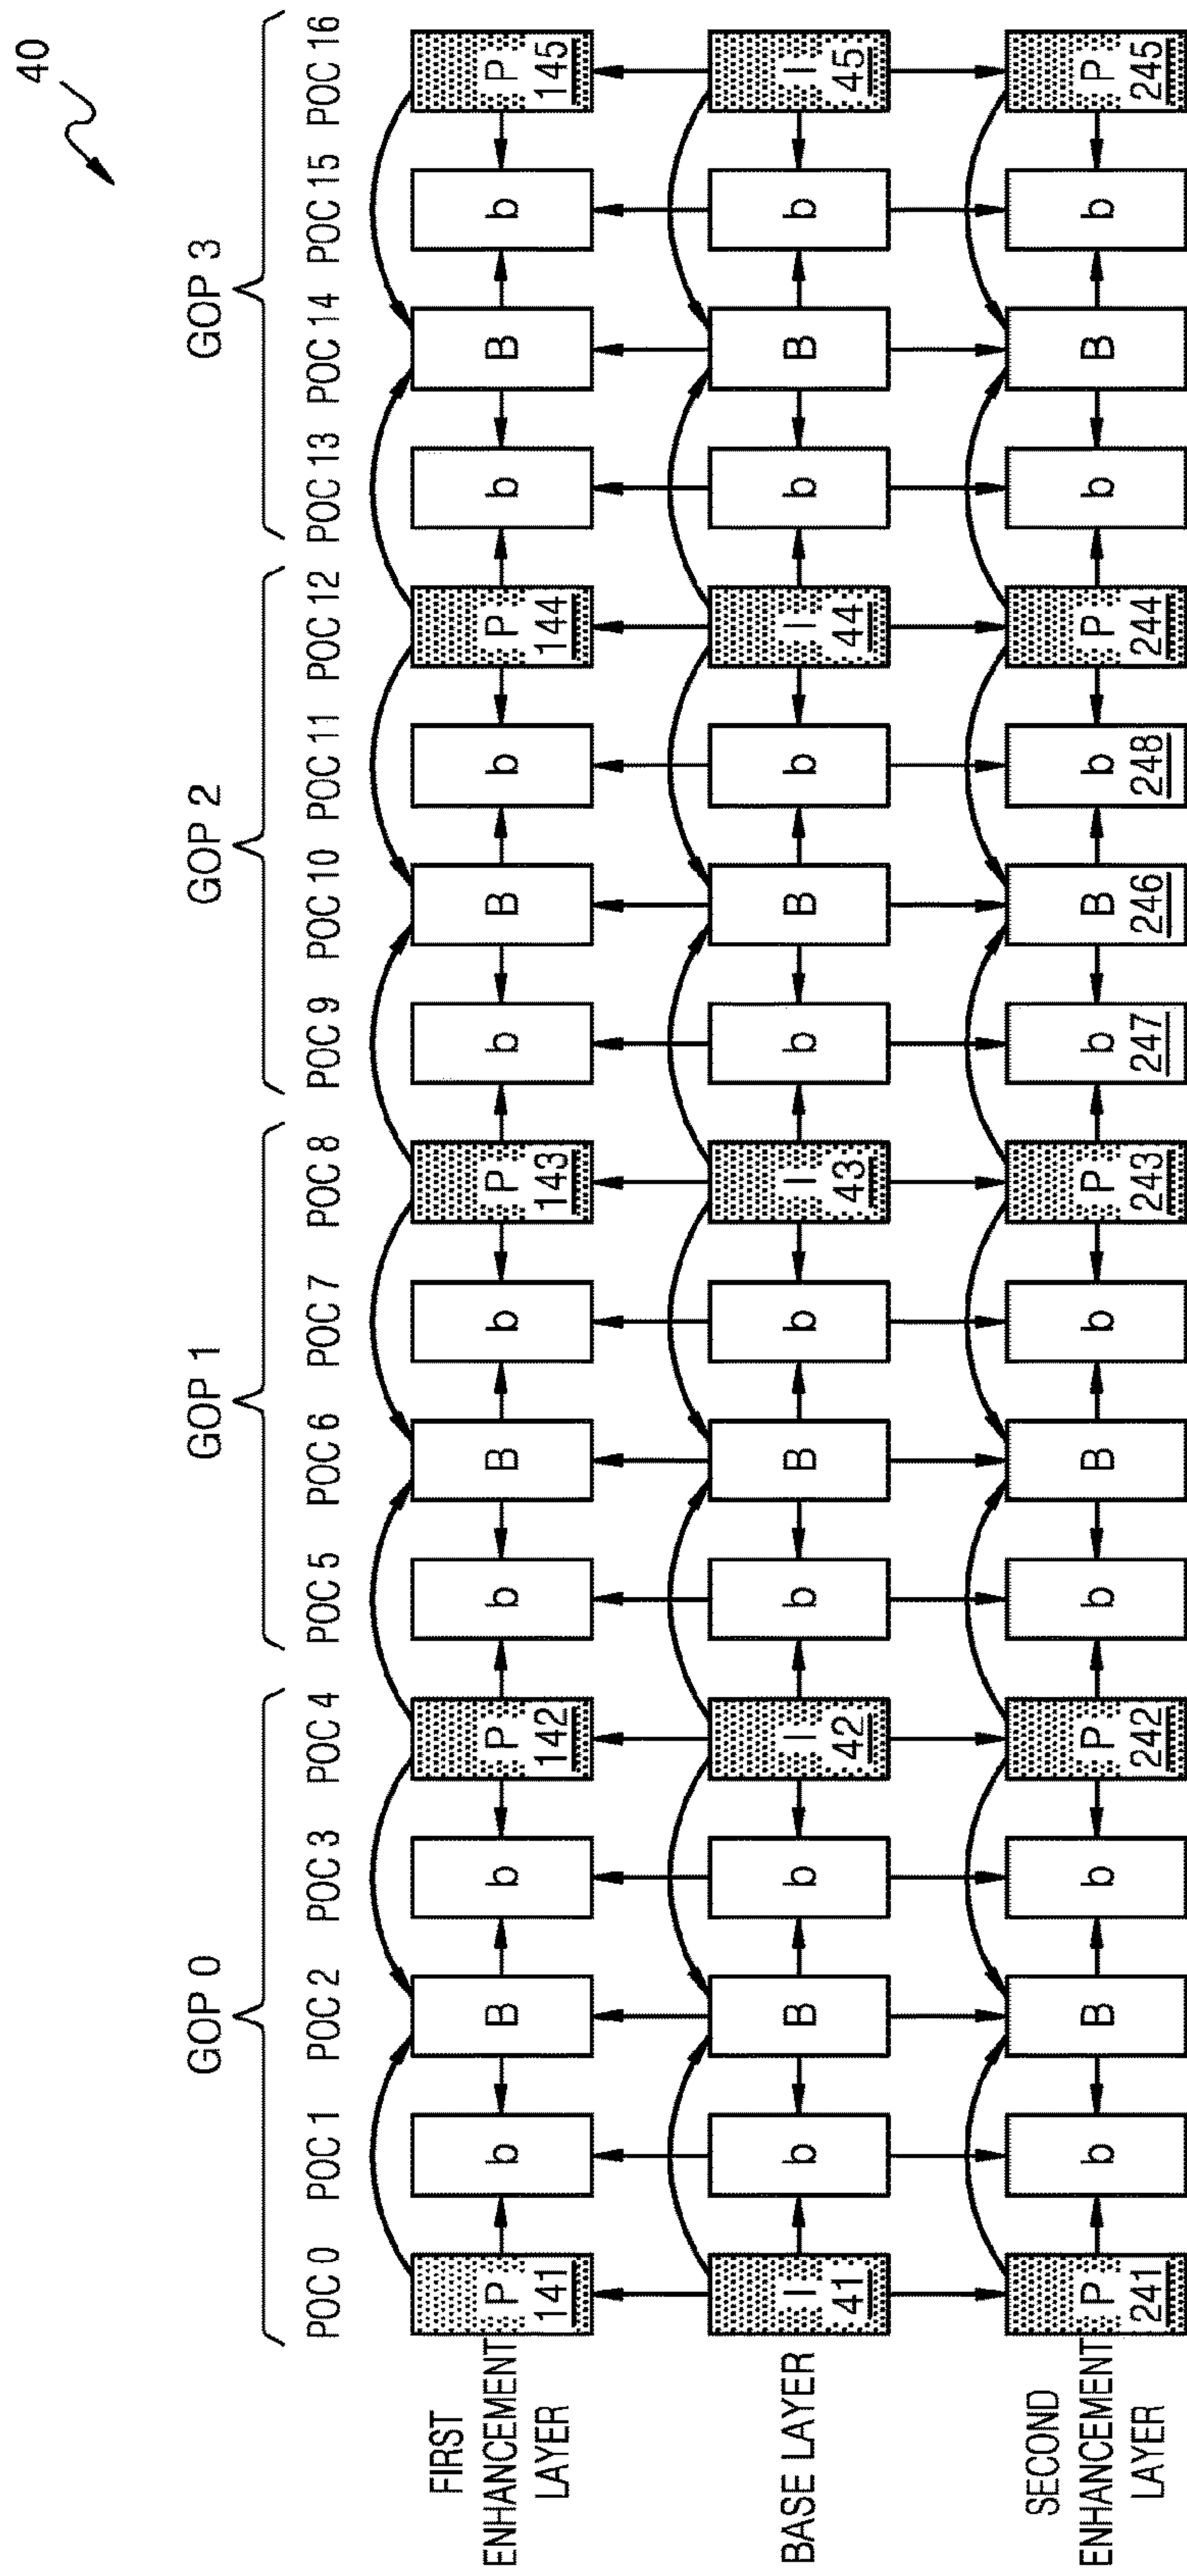 40
GOP 0 GOP 1 GOP 2 GOP 3
POC 0 POC 1 POC 2 POC 3 POC 4 POC 5 POC 6 POC 7 POC 8 POC 9 POC 10 POC 11 POC 12 POC 13 POC 14 POC 15 POC 16
FIRST
ENHANCEMENT
LAYER
P b B b P b B b P b B b P b B b P
141 142 143 144 145
BASE LAYER
I b B b I b B b I b B b I b B b I
41 42 43 44 45
SECOND
ENHANCEMENT
LAYER
P b B b P b B b P b B b P b B b P
241 242 243 247 246 248 244 245